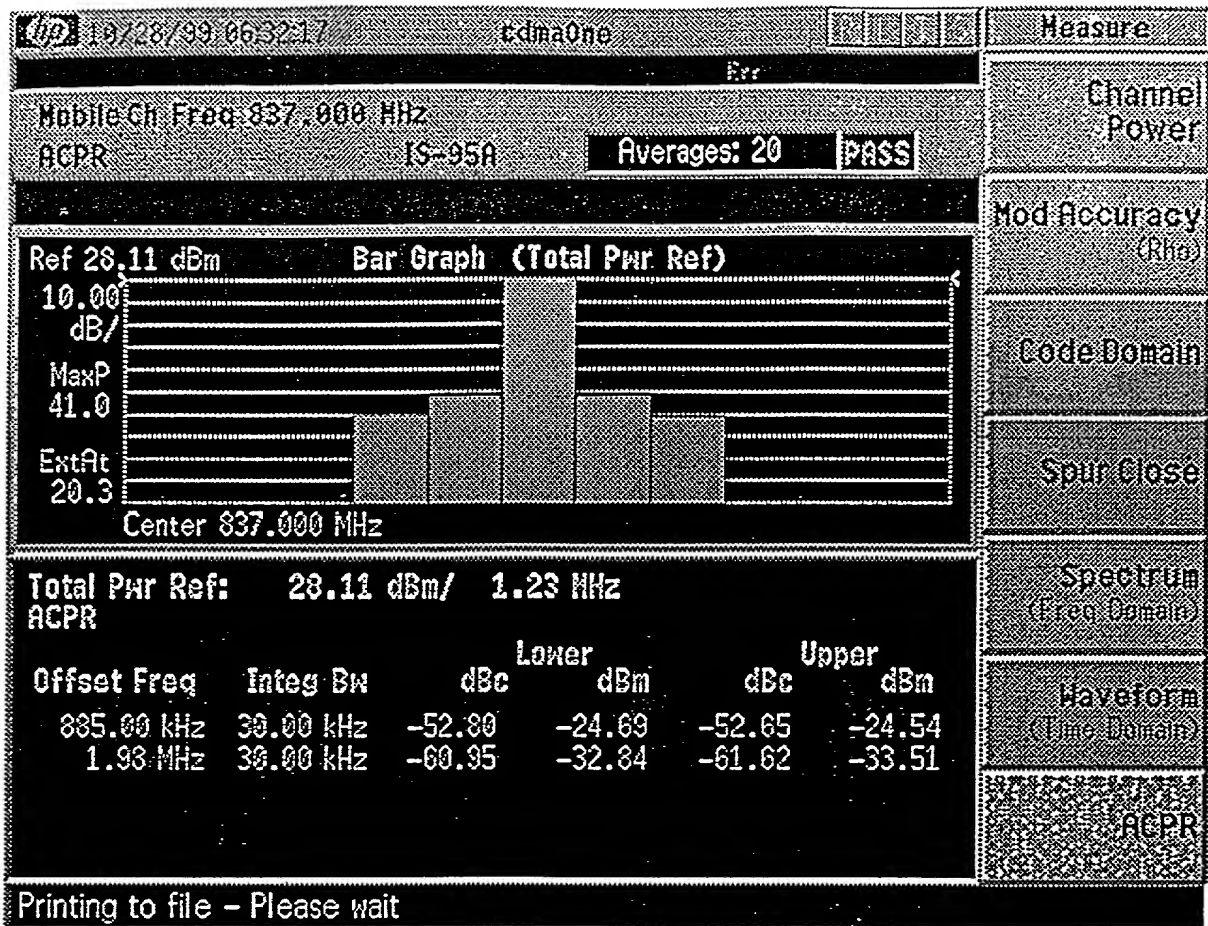 hp 10/28/99 06:32:17 cdmaOne
Err
Mobile Ch Freq 837.000 MHz
ACPR IS-95A Averages: 20 PASS
Ref 28.11 dBm Bar Graph (Total Pwr Ref)
10.00
dB/
MaxP
41.0
ExtAt
20.3
Center 837.000 MHz
Total Pwr Ref: 28.11 dBm/ 1.23 MHz
ACPR
Lower Upper
Offset Freq Integ Bw dBc dBm dBc dBm
885.00 kHz 30.00 kHz -52.80 -24.69 -52.65 -24.54
1.98 MHz 30.00 kHz -60.95 -32.84 -61.62 -33.51
Printing to file - Please wait
Measure
Channel
Power
Mod Accuracy
(Rho)
Code Domain
Spur Close
Spectrum
(Freq Domain)
Waveform
(Time Domain)
ACPR